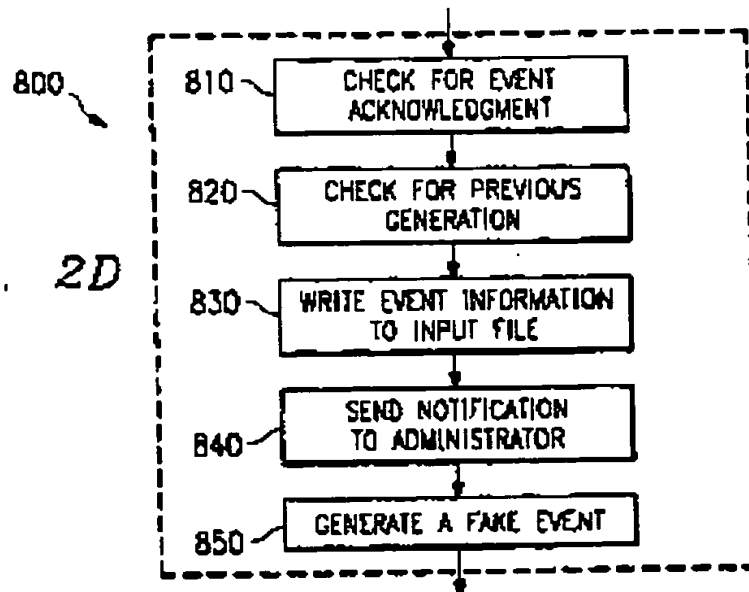 800
810
CHECK FOR EVENT
ACKNOWLEDGMENT
820
CHECK FOR PREVIOUS
GENERATION
2D
830
WRITE EVENT INFORMATION
TO INPUT FILE
840
SEND NOTIFICATION
TO ADMINISTRATOR
850
GENERATE A FAKE EVENT